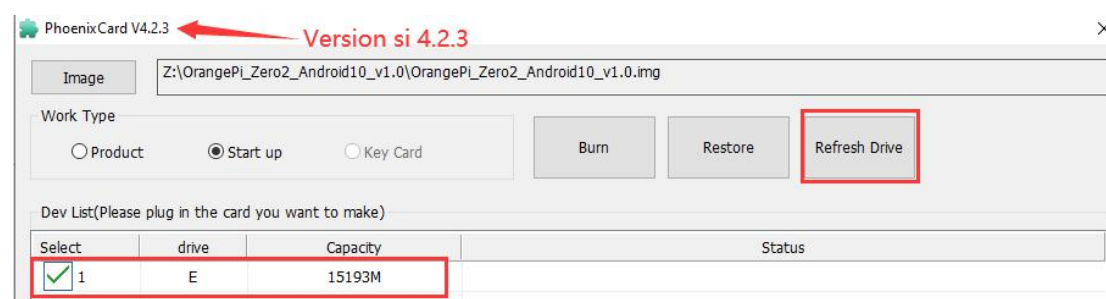 PhoenixCard V4.2.3
Version si 4.2.3
Image
Z:\OrangePi_Zero2_Android10_v1.0\OrangePi_Zero2_Android10_v1.0.img
Work Type
Product Start up Key Card
Burn Restore Refresh Drive
Dev List(Please plug in the card you want to make)
Select drive Capacity Status
1 E 15193M